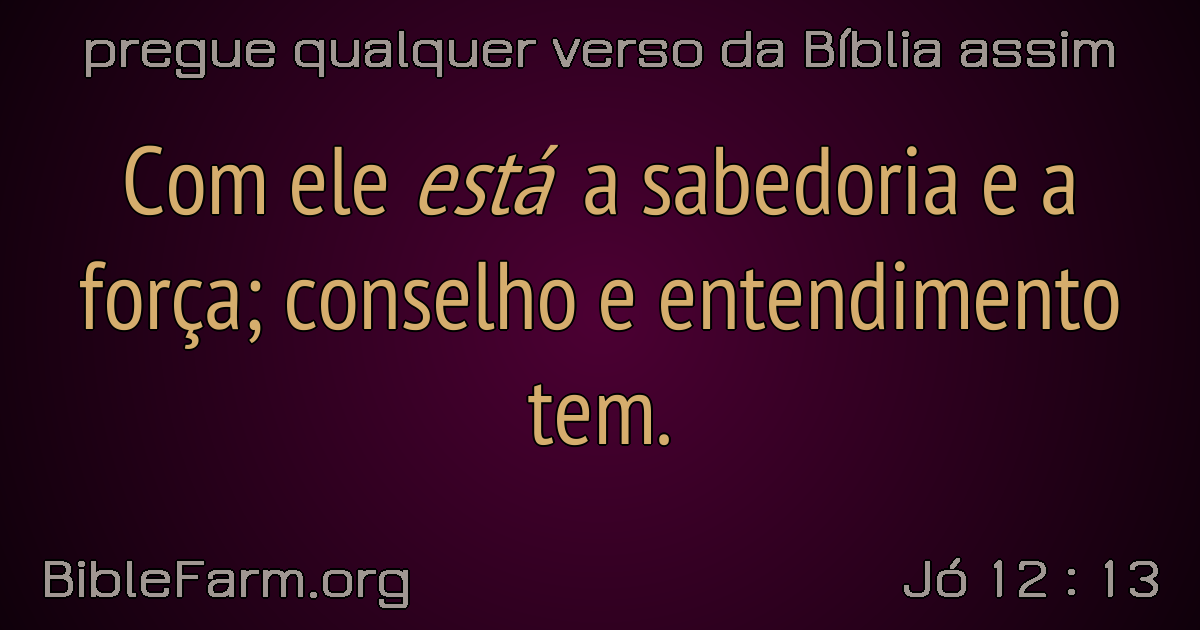 pregue qualquer verso da Bíblia assim
Com ele está a sabedoria e a
força; conselho e entendimento
tem.
BibleFarm.org
Jó 12 : 13